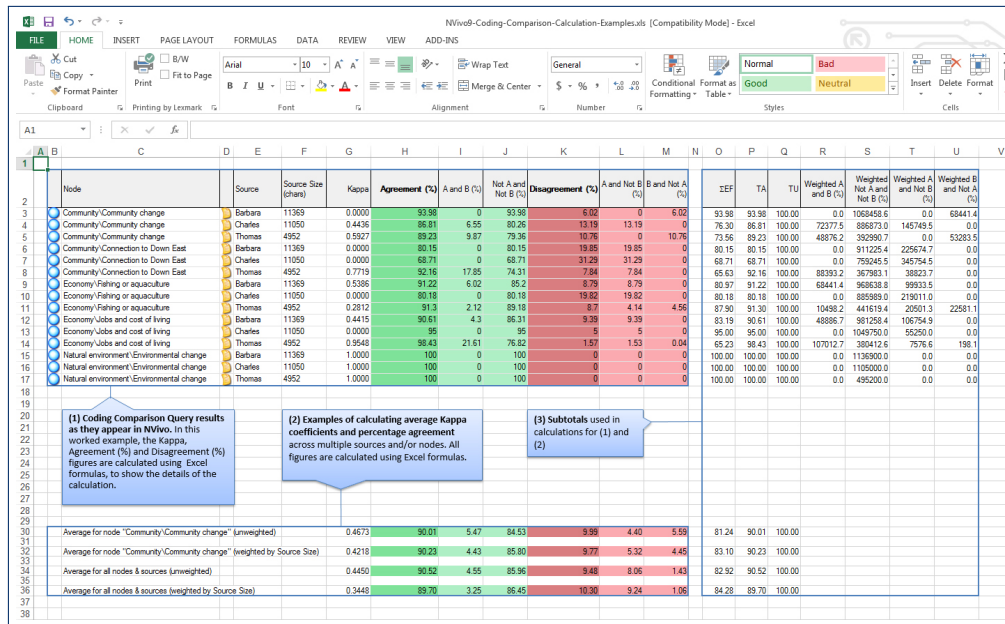 NVivo9-Coding-Comparison-Calculation-Examples.xls [Compatibility Mode] - Excel
FILE HOME INSERT PAGE LAYOUT FORMULAS DATA REVIEW VIEW ADD-INS
Cut B/W Arial 10 Wrap Text General Normal Bad
Copy Fit to Page Merge & Center Good Neutral
Paste Format Painter Print Conditional Formatting Format as Table Insert Delete Format
Clipboard Printing by Lexmark Font Alignment Number Styles Cells
A1
A B C D E F G H I J K L M N O P Q R S T U V
1
2 Node Source Source Size (chars) Kappa Agreement (%) A and B (%) Not A and Not B (%) Disagreement (%) A and Not B (%) B and Not A (%) ΣEF TA TU Weighted A and B (%) Weighted Not A and Not B (%) Weighted A and Not B (%) Weighted B and Not A (%)
3 Community\Community change Barbara 11369 0.0000 93.98 0 93.98 6.02 0 6.02 93.98 93.98 100.00 0.0 1068458.6 0.0 68441.4
4 Community\Community change Charles 11050 0.4436 86.81 6.55 80.26 13.19 13.19 0 76.30 86.81 100.00 72377.5 886873.0 145749.5 0.0
5 Community\Community change Thomas 4952 0.5927 89.23 9.87 79.36 10.76 0 10.76 73.56 89.23 100.00 48876.2 392990.7 0.0 53283.5
6 Community\Connection to Down East Barbara 11369 0.0000 80.15 0 80.15 19.85 19.85 0 80.15 80.15 100.00 0.0 911225.4 225674.7 0.0
7 Community\Connection to Down East Charles 11050 0.0000 68.71 0 68.71 31.29 31.29 0 68.71 68.71 100.00 0.0 759245.5 345754.5 0.0
8 Community\Connection to Down East Thomas 4952 0.7719 92.16 17.85 74.31 7.84 7.84 0 65.63 92.16 100.00 88393.2 367983.1 38823.7 0.0
9 Economy\Fishing or aquaculture Barbara 11369 0.5386 91.22 6.02 85.2 8.79 8.79 0 80.97 91.22 100.00 68441.4 968638.8 99933.5 0.0
10 Economy\Fishing or aquaculture Charles 11050 0.0000 80.18 0 80.18 19.82 19.82 0 80.18 80.18 100.00 0.0 885989.0 219011.0 0.0
11 Economy\Fishing or aquaculture Thomas 4952 0.2812 91.3 2.12 89.18 8.7 4.14 4.56 87.90 91.30 100.00 10498.2 441619.4 20501.3 22581.1
12 Economy\Jobs and cost of living Barbara 11369 0.4415 90.61 4.3 86.31 9.39 9.39 0 83.19 90.61 100.00 48886.7 981258.4 106754.9 0.0
13 Economy\Jobs and cost of living Charles 11050 0.0000 95 0 95 5 5 0 95.00 95.00 100.00 0.0 1049750.0 55250.0 0.0
14 Economy\Jobs and cost of living Thomas 4952 0.9548 98.43 21.61 76.82 1.57 1.53 0.04 65.23 98.43 100.00 107012.7 380412.6 7576.6 198.1
15 Natural environment\Environmental change Barbara 11369 1.0000 100 0 100 0 0 0 100.00 100.00 100.00 0.0 1136900.0 0.0 0.0
16 Natural environment\Environmental change Charles 11050 1.0000 100 0 100 0 0 0 100.00 100.00 100.00 0.0 1105000.0 0.0 0.0
17 Natural environment\Environmental change Thomas 4952 1.0000 100 0 100 0 0 0 100.00 100.00 100.00 0.0 495200.0 0.0 0.0
18
19
20
21
22
23
24
25
26
27
28
29
(1) Coding Comparison Query results
as they appear in NVivo. In this
worked example, the Kappa,
Agreement (%) and Disagreement (%)
figures are calculated using Excel
formulas, to show the details of the
calculation.
(2) Examples of calculating average Kappa
coefficients and percentage agreement
across multiple sources and/or nodes. All
figures are calculated using Excel formulas.
(3) Subtotals used in
calculations for (1) and
(2)
30 Average for node "Community\Community change" (unweighted) 0.4673 90.01 5.47 84.53 9.99 4.40 5.59 81.24 90.01 100.00
31
32 Average for node "Community\Community change" (weighted by Source Size) 0.4218 90.23 4.43 85.80 9.77 5.32 4.45 83.10 90.23 100.00
33
34 Average for all nodes & sources (unweighted) 0.4450 90.52 4.55 85.96 9.48 8.06 1.43 82.92 90.52 100.00
35
36 Average for all nodes & sources (weighted by Source Size) 0.3448 89.70 3.25 86.45 10.30 9.24 1.06 84.28 89.70 100.00
37
38